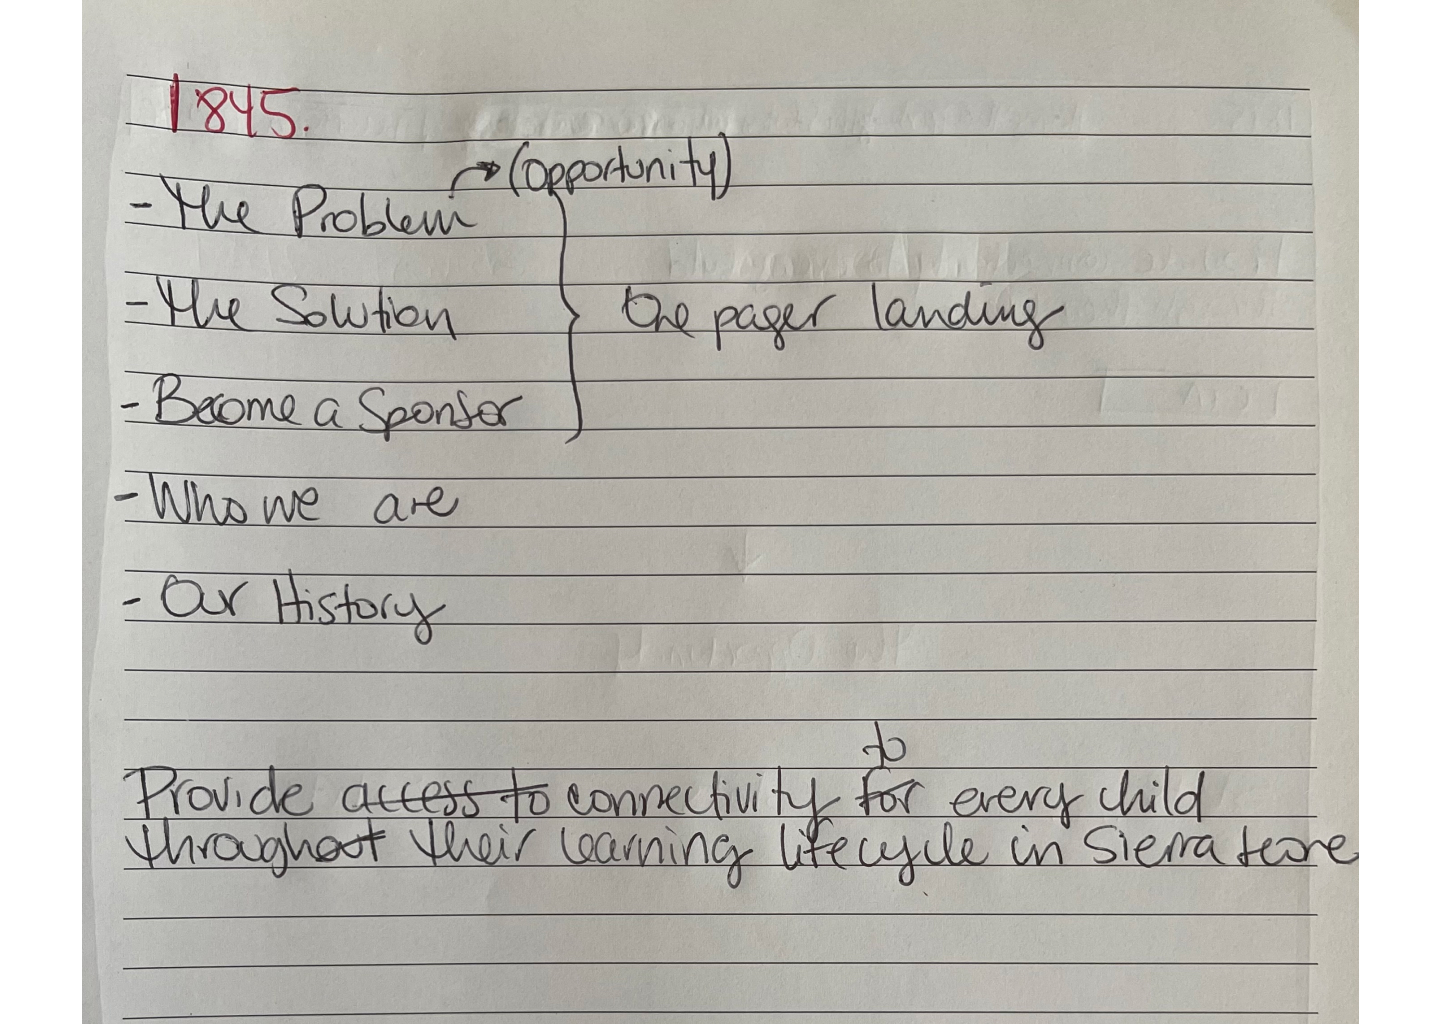 1845.
(opportunity)
- The Problem
- The Solution
one pager landing
- Become a Sponsor
- Who we are
- Our History
to
Provide access to connectivity for every child
throughout their learning lifecycle in Sierra Leone